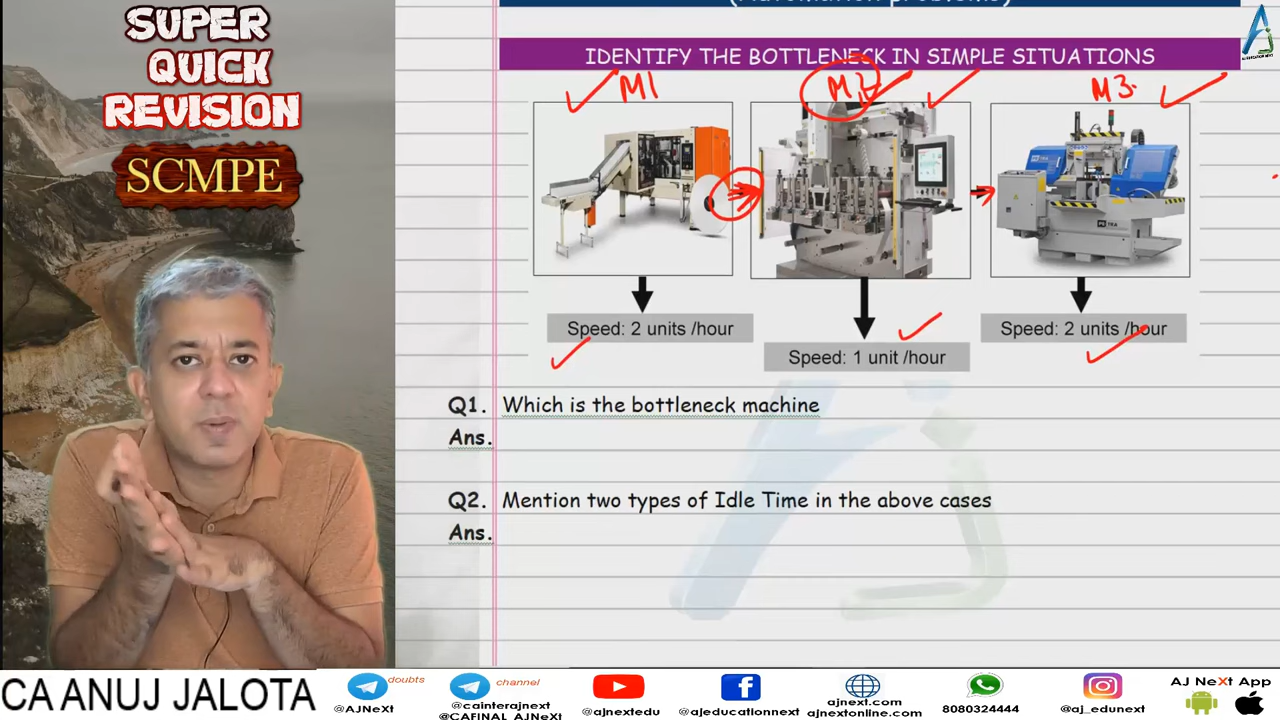 SUPER
QUICK
REVISION
SCMPE
IDENTIFY THE BOTTLENECK IN SIMPLE SITUATIONS
M1
M3
Speed: 2 units /hour
Speed: 1 unit /hour
Speed: 2 units /hour
Q1. Which is the bottleneck machine
Ans.
Q2. Mention two types of Idle Time in the above cases
Ans.
CA ANUJ JALOTA
doubts
@AJNeXt
channel
@cainterajnext
@CAFINAL_AJNeXt
@ajnextedu
@ajeducationnext
ajnext.com
ajnextonline.com
8080324444
@aj_edunext
AJ NeXt App